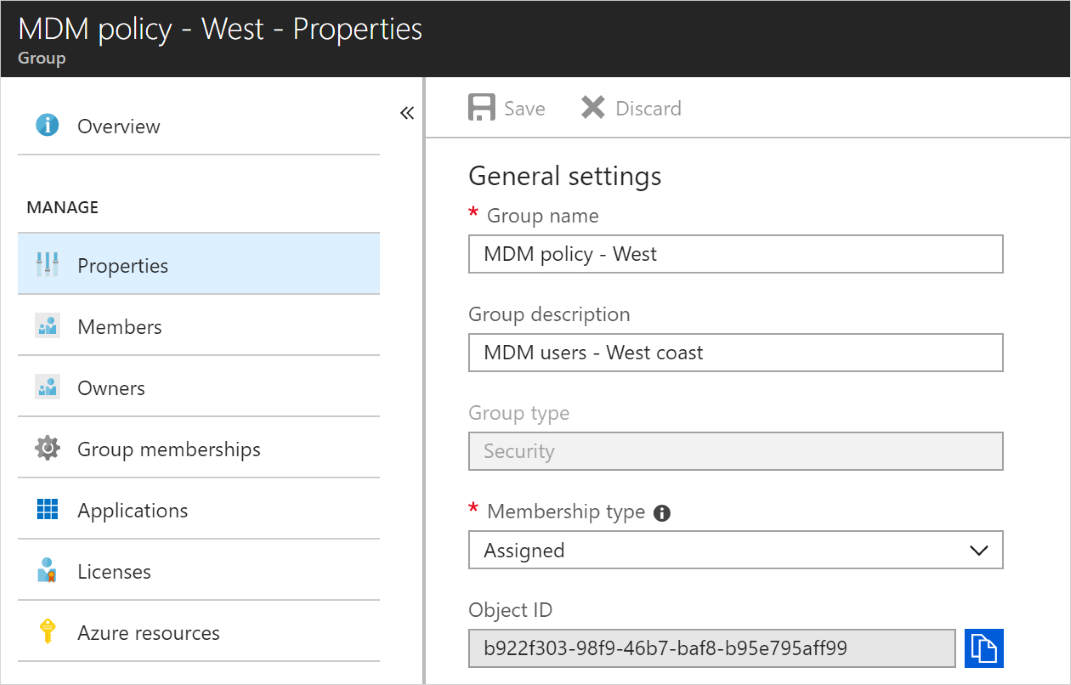 MDM policy - West - Properties
Group
Overview
«
MANAGE
Properties
Members
Owners
Group memberships
Applications
Licenses
Azure resources
Save
Discard
General settings
* Group name
MDM policy - West
Group description
MDM users - West coast
Group type
Security
* Membership type
Assigned
Object ID
b922f303-98f9-46b7-baf8-b95e795aff99